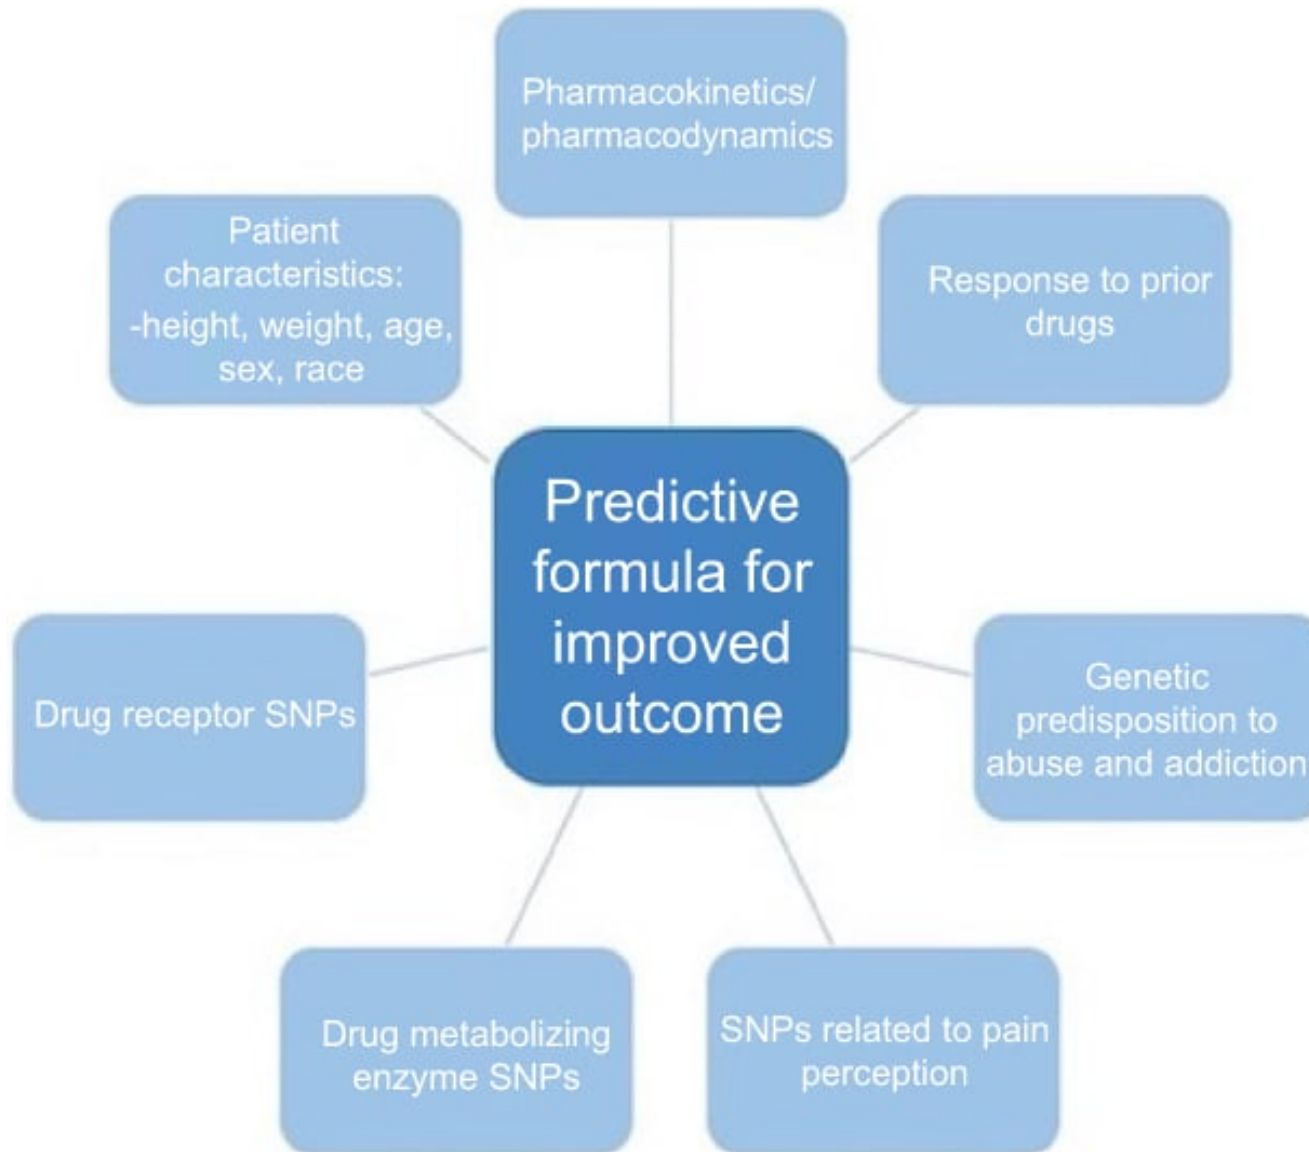 Pharmacokinetics/
pharmacodynamics
Patient
characteristics:
-height, weight, age,
sex, race
Response to prior
drugs
Predictive
formula for
improved
outcome
Drug receptor SNPs
Genetic
predisposition to
abuse and addiction
Drug metabolizing
enzyme SNPs
SNPs related to pain
perception